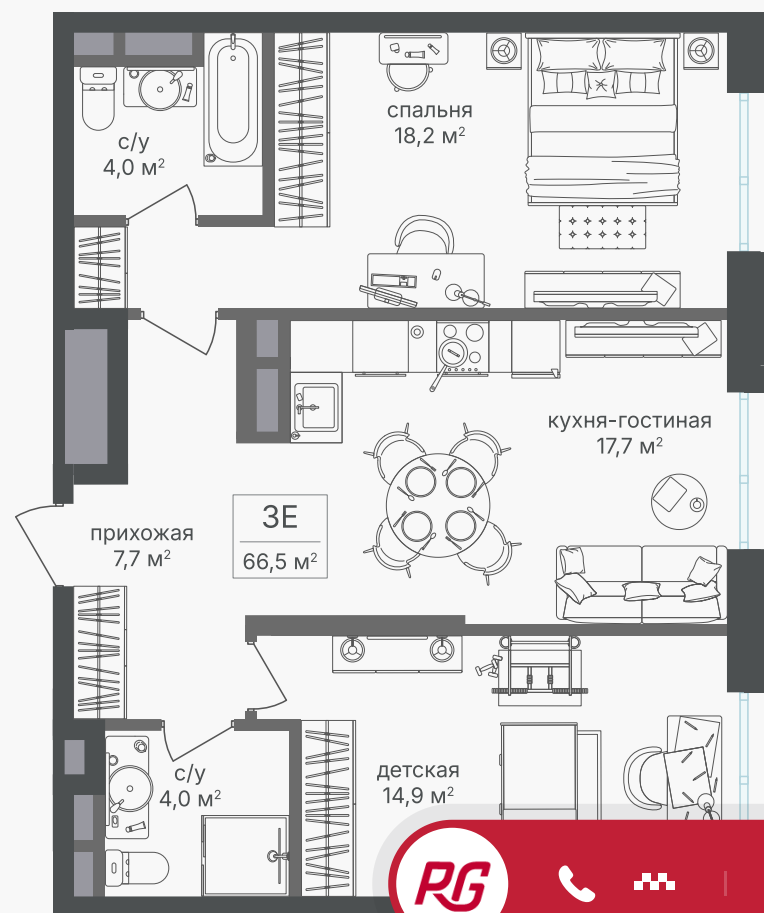 спальня
18,2 м²
с/у
4,0 м²
кухня-гостиная
17,7 м²
3Е
66,5 м²
прихожая
7,7 м²
с/у
4,0 м²
детская
14,9 м²
RG